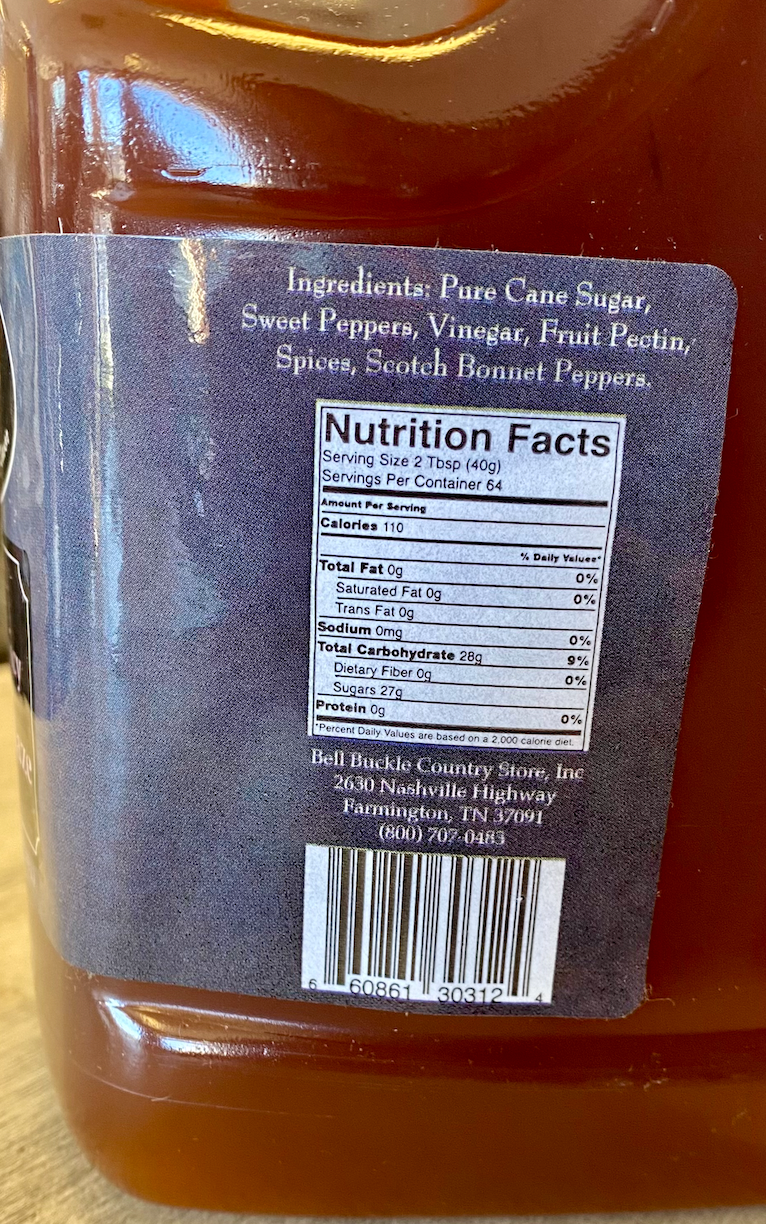 Ingredients: Pure Cane Sugar,
Sweet Peppers, Vinegar, Fruit Pectin,
Spices, Scotch Bonnet Peppers.
Nutrition Facts
Serving Size 2 Tbsp (40g)
Servings Per Container 64
Amount Per Serving
Calories 110
% Daily Values*
Total Fat 0g 0%
Saturated Fat 0g 0%
Trans Fat 0g
Sodium 0mg 0%
Total Carbohydrate 28g 9%
Dietary Fiber 0g 0%
Sugars 27g
Protein 0g 0%
*Percent Daily Values are based on a 2,000 calorie diet.
Bell Buckle Country Store, Inc
2630 Nashville Highway
Farmington, TN 37091
(800) 707-0483
6 60861 30312 4